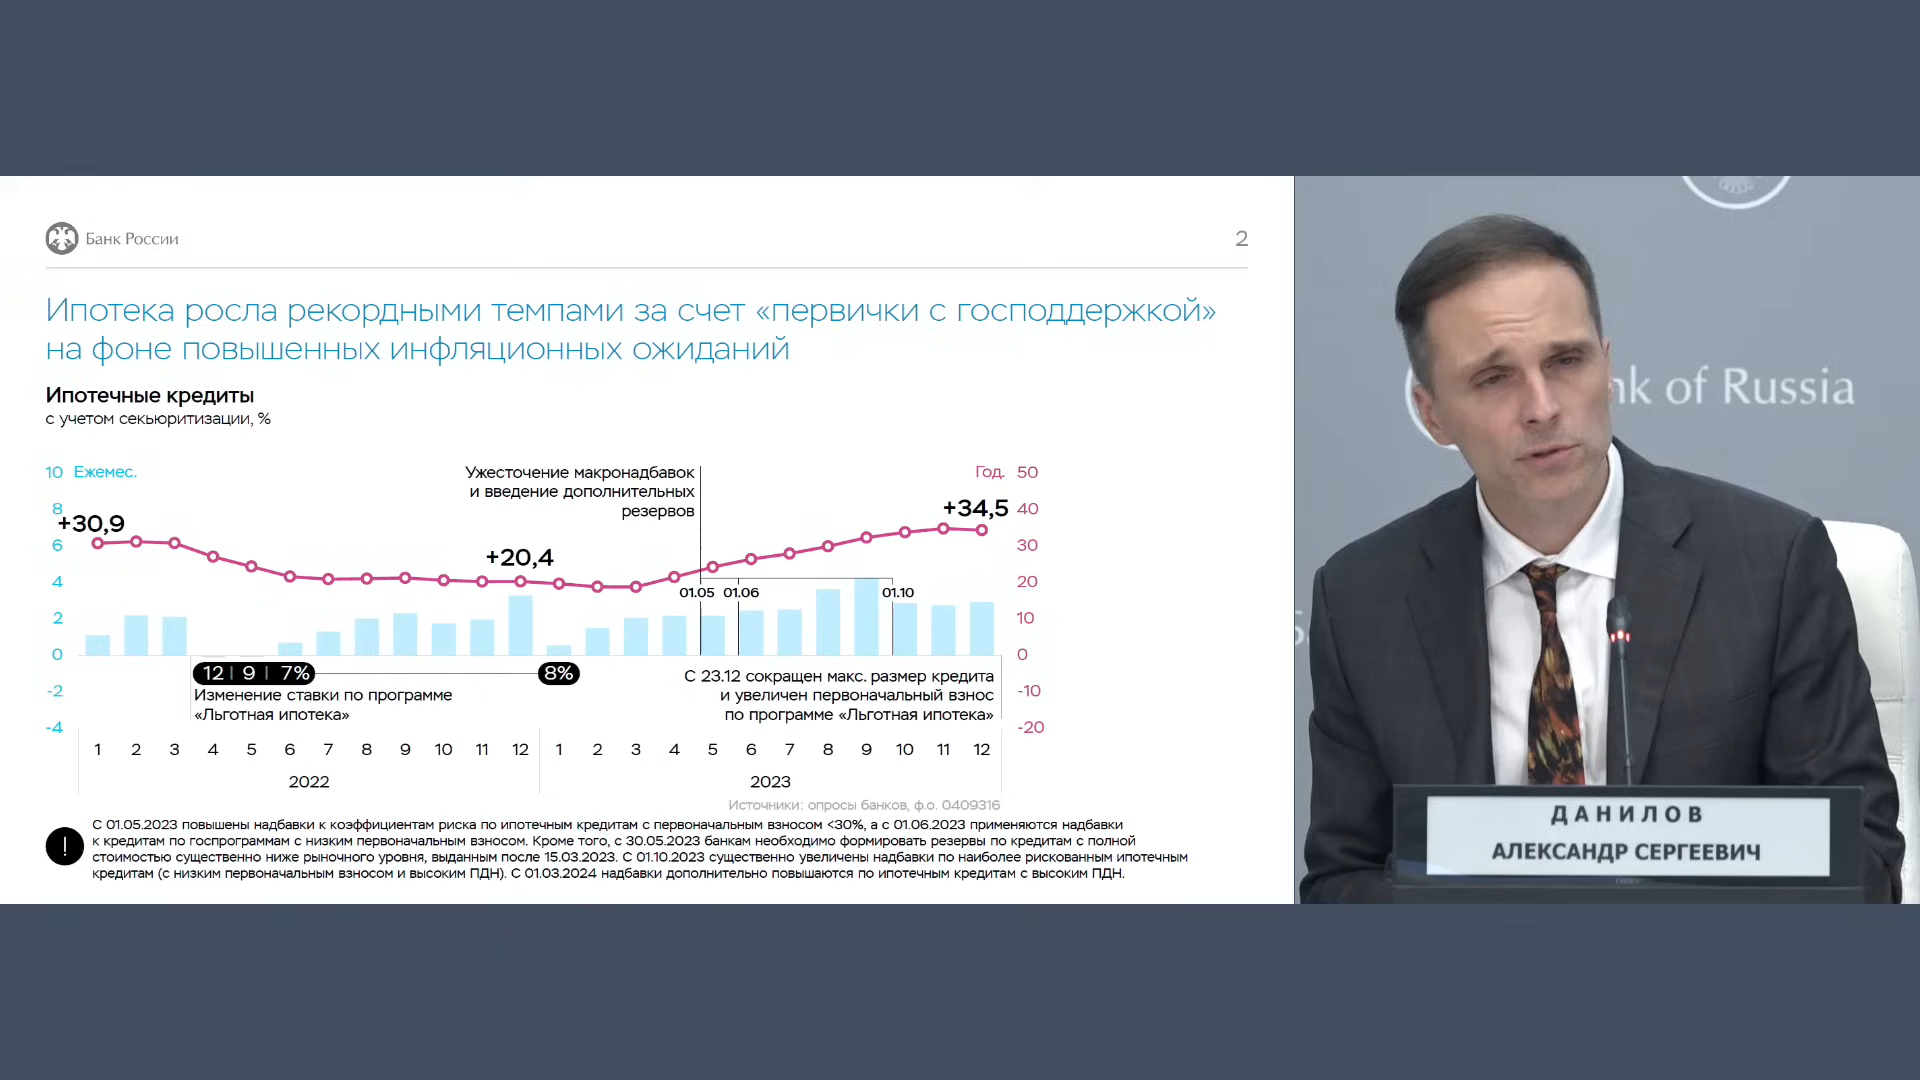 Банк России
2
Ипотека росла рекордными темпами за счет «первички с господдержкой»
на фоне повышенных инфляционных ожиданий
Ипотечные кредиты
с учетом секьюритизации, %
10 Ежемес.
8
6
4
2
0
-2
-4
+30,9
+20,4
+34,5
Ужесточение макронадбавок
и введение дополнительных
резервов
Год. 50
40
30
20
10
0
-10
-20
01.05 01.06 01.10
12 | 9 | 7%
8%
Изменение ставки по программе
«Льготная ипотека»
С 23.12 сокращен макс. размер кредита
и увеличен первоначальный взнос
по программе «Льготная ипотека»
1 2 3 4 5 6 7 8 9 10 11 12 1 2 3 4 5 6 7 8 9 10 11 12
2022 2023
Источники: опросы банков, ф.о. 0409316
!
С 01.05.2023 повышены надбавки к коэффициентам риска по ипотечным кредитам с первоначальным взносом <30%, а с 01.06.2023 применяются надбавки
к кредитам по госпрограммам с низким первоначальным взносом. Кроме того, с 30.05.2023 банкам необходимо формировать резервы по кредитам с полной
стоимостью существенно ниже рыночного уровня, выданным после 15.03.2023. С 01.10.2023 существенно увеличены надбавки по наиболее рискованным ипотечным
кредитам (с низким первоначальным взносом и высоким ПДН). С 01.03.2024 надбавки дополнительно повышаются по ипотечным кредитам с высоким ПДН.
nk of Russia
ДАНИЛОВ
АЛЕКСАНДР СЕРГЕЕВИЧ